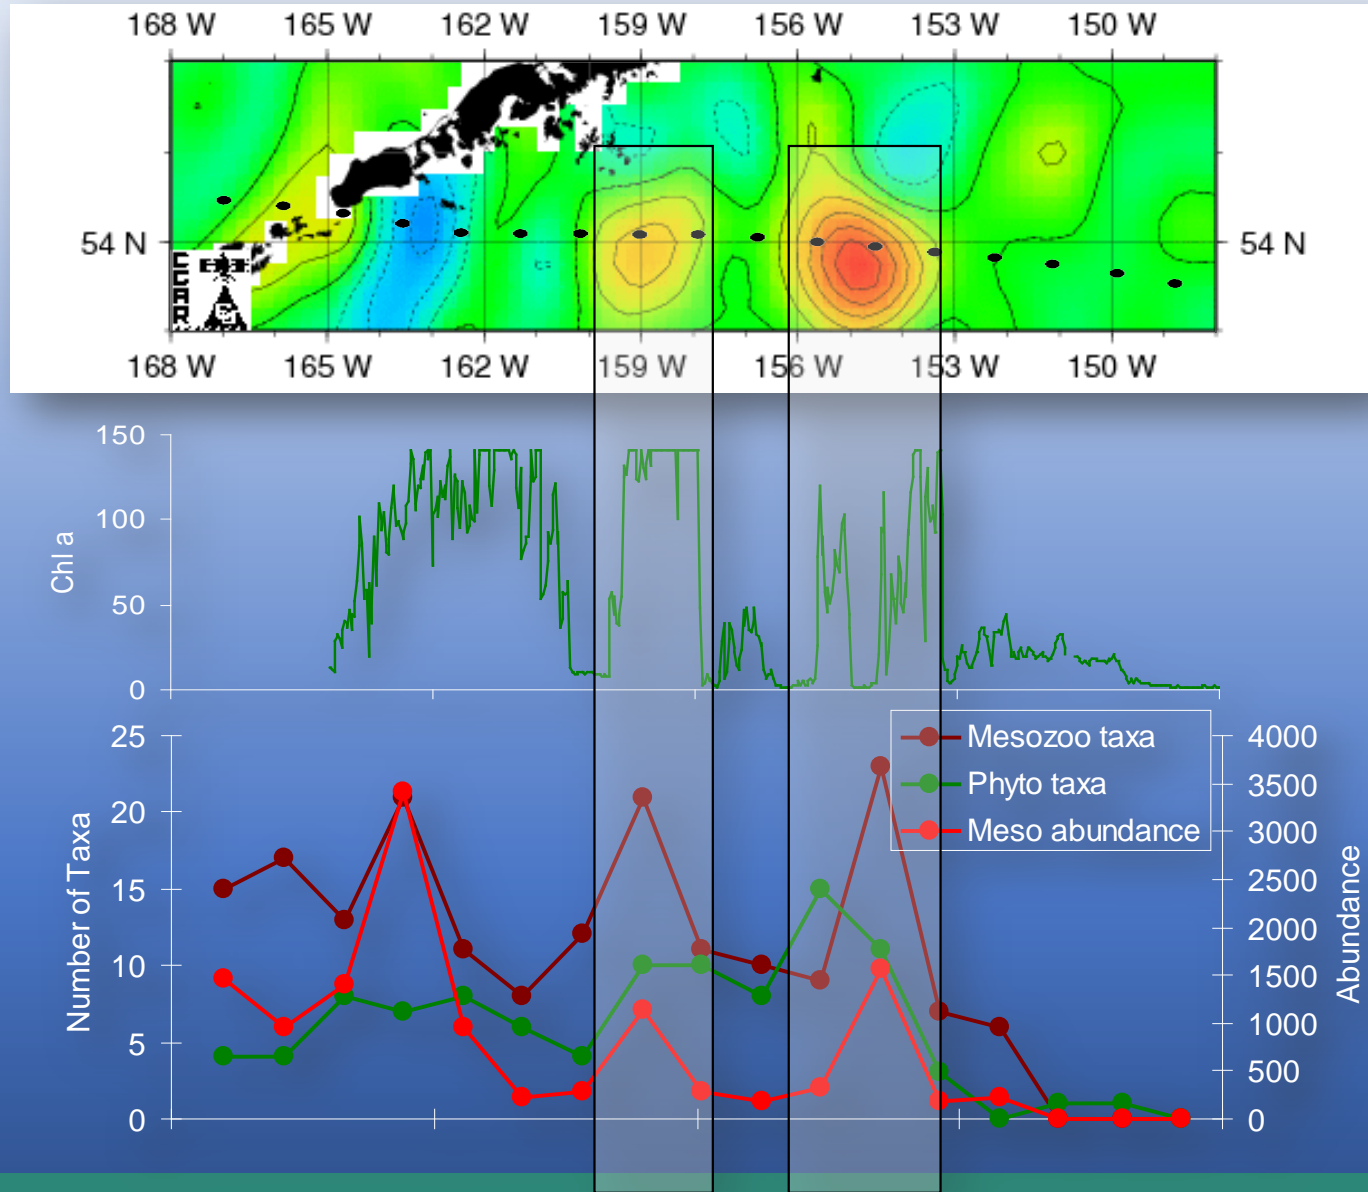 168 W 165 W 162 W 159 W 156 W 153 W 150 W
54 N 54 N
CCAR
168 W 165 W 162 W 159 W 156 W 153 W 150 W
150
100
50
0
Chl a
25
20
15
10
5
0
Number of Taxa
Mesozoo taxa
Phyto taxa
Meso abundance
4000
3500
3000
2500
2000
1500
1000
500
0
Abundance